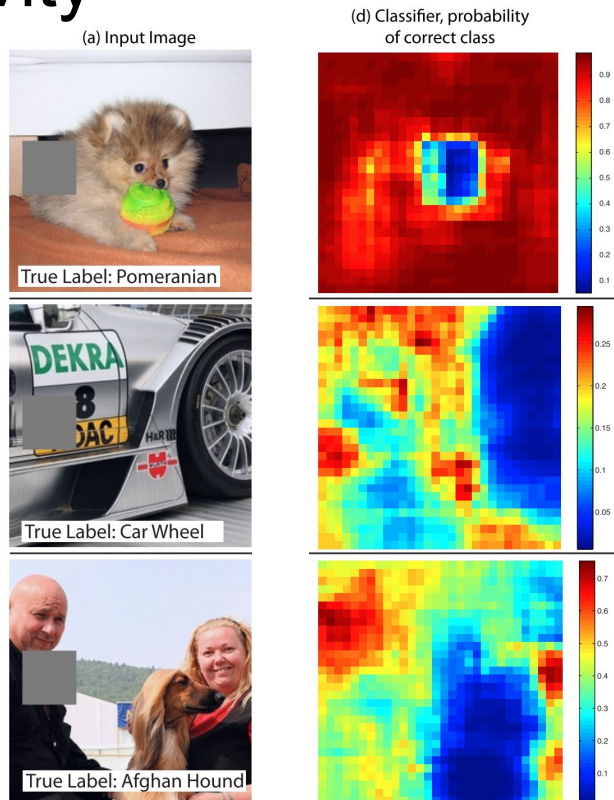 (a) Input Image
(d) Classifier, probability
of correct class
True Label: Pomeranian
0.9
0.8
0.7
0.6
0.5
0.4
0.3
0.2
0.1
DEKRA
8
H&R
WÜRTH
True Label: Car Wheel
0.25
0.2
0.15
0.1
0.05
True Label: Afghan Hound
0.7
0.6
0.5
0.4
0.3
0.2
0.1